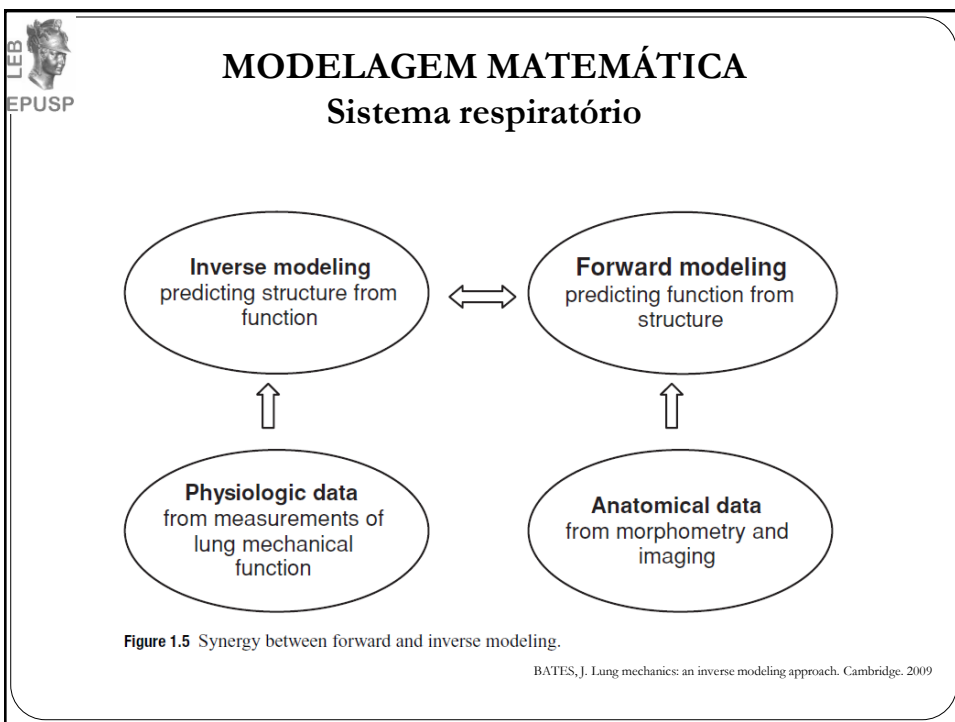 LEB
EPUSP
MODELAGEM MATEMÁTICA
Sistema respiratório
Inverse modeling
predicting structure from
function
Forward modeling
predicting function from
structure
Physiologic data
from measurements of
lung mechanical
function
Anatomical data
from morphometry and
imaging
Figure 1.5 Synergy between forward and inverse modeling.
BATES, J. Lung mechanics: an inverse modeling approach. Cambridge. 2009